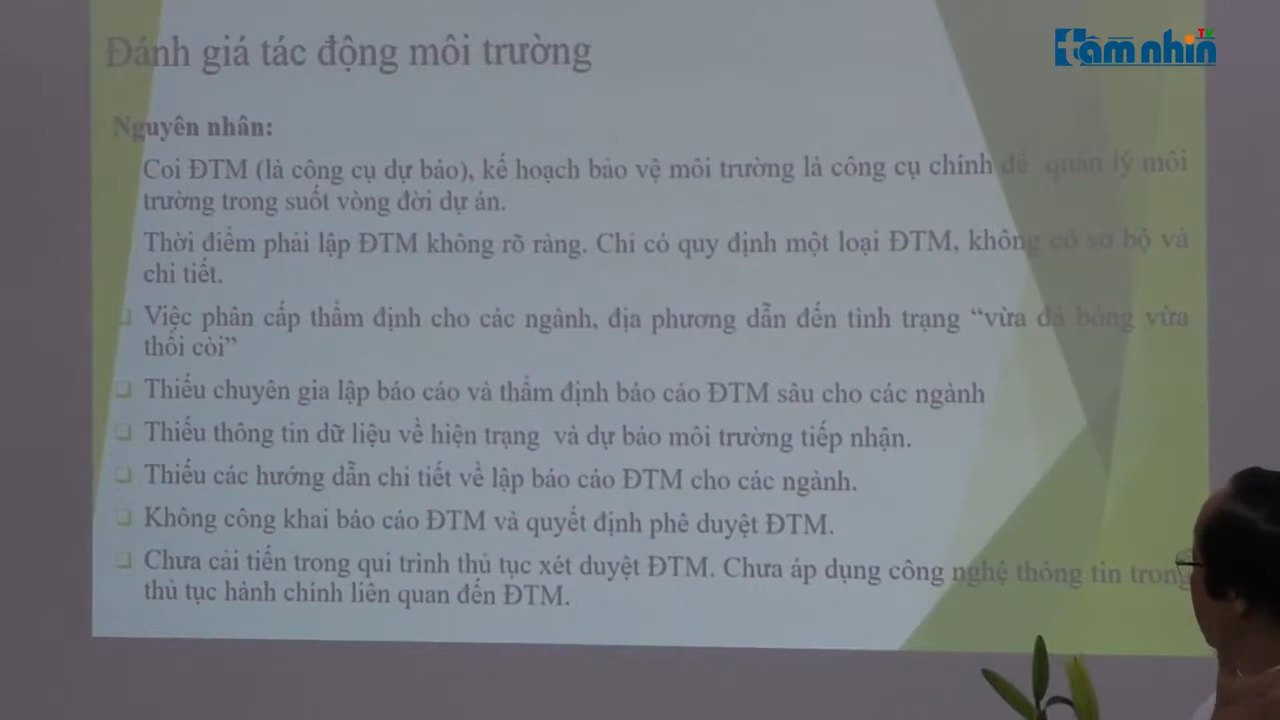 tầm nhìn TV
Đánh giá tác động môi trường
Nguyên nhân:
Coi ĐTM (là công cụ dự bảo), kế hoạch bảo vệ môi trường là công cụ chính để quản lý môi
trường trong suốt vòng đời dự án.
Thời điểm phải lập ĐTM không rõ ràng. Chỉ có quy định một loại ĐTM, không có sơ bộ và
chi tiết.
Việc phân cấp thẩm định cho các ngành, địa phương dẫn đến tình trạng “vừa đá bóng vừa
thổi còi”
Thiếu chuyên gia lập báo cáo và thẩm định báo cáo ĐTM sâu cho các ngành
Thiếu thông tin dữ liệu về hiện trạng và dự báo môi trường tiếp nhận.
Thiếu các hướng dẫn chi tiết về lập báo cáo ĐTM cho các ngành.
Không công khai báo cáo ĐTM và quyết định phê duyệt ĐTM.
Chưa cải tiến trong qui trình thủ tục xét duyệt ĐTM. Chưa áp dụng công nghệ thông tin trong
thủ tục hành chính liên quan đến ĐTM.